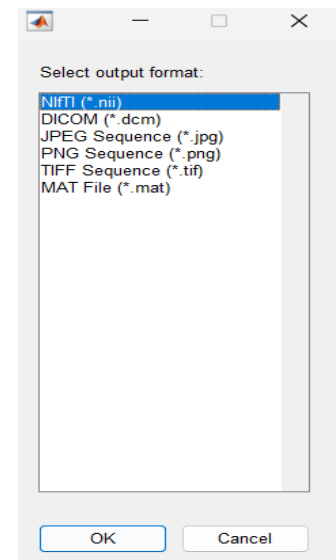 Select output format:
NIfTI (*.nii)
DICOM (*.dcm)
JPEG Sequence (*.jpg)
PNG Sequence (*.png)
TIFF Sequence (*.tif)
MAT File (*.mat)
OK
Cancel